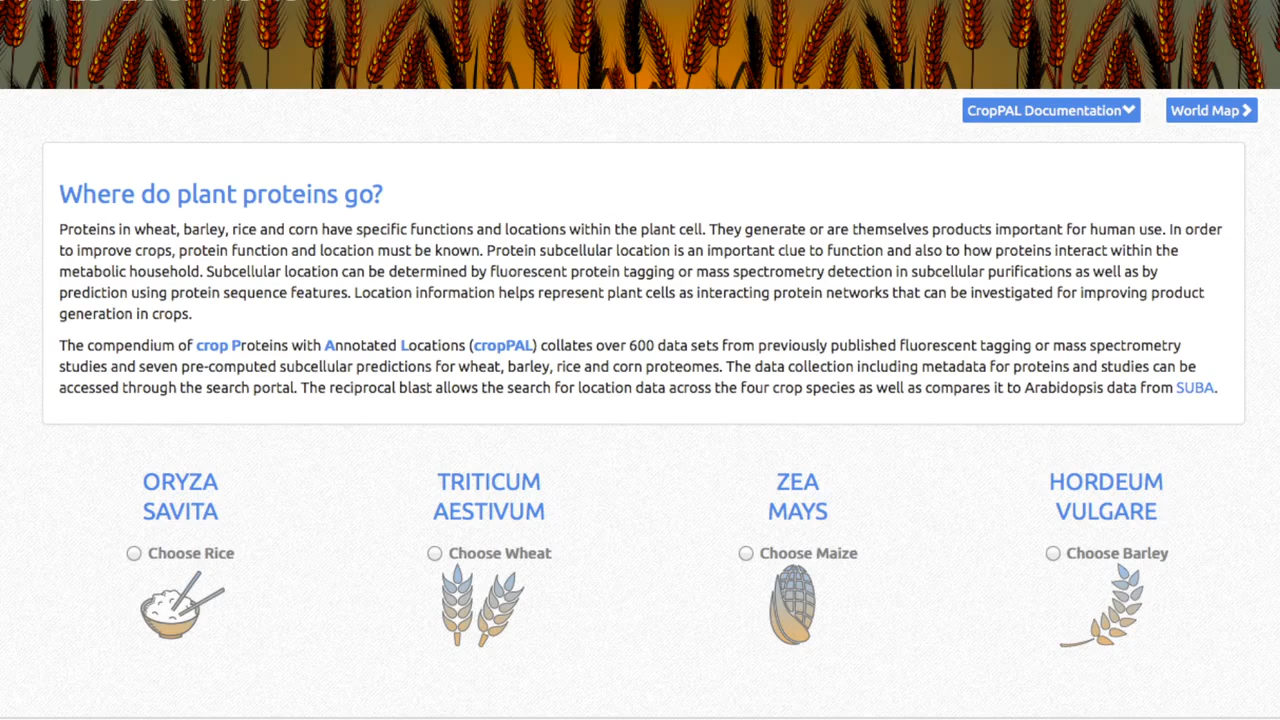 CropPAL Documentation
World Map
Where do plant proteins go?
Proteins in wheat, barley, rice and corn have specific functions and locations within the plant cell. They generate or are themselves products important for human use. In order
to improve crops, protein function and location must be known. Protein subcellular location is an important clue to function and also to how proteins interact within the
metabolic household. Subcellular location can be determined by fluorescent protein tagging or mass spectrometry detection in subcellular purifications as well as by
prediction using protein sequence features. Location information helps represent plant cells as interacting protein networks that can be investigated for improving product
generation in crops.
The compendium of crop Proteins with Annotated Locations (cropPAL) collates over 600 data sets from previously published fluorescent tagging or mass spectrometry
studies and seven pre-computed subcellular predictions for wheat, barley, rice and corn proteomes. The data collection including metadata for proteins and studies can be
accessed through the search portal. The reciprocal blast allows the search for location data across the four crop species as well as compares it to Arabidopsis data from SUBA.
ORYZA
SAVITA
TRITICUM
AESTIVUM
ZEA
MAYS
HORDEUM
VULGARE
Choose Rice
Choose Wheat
Choose Maize
Choose Barley